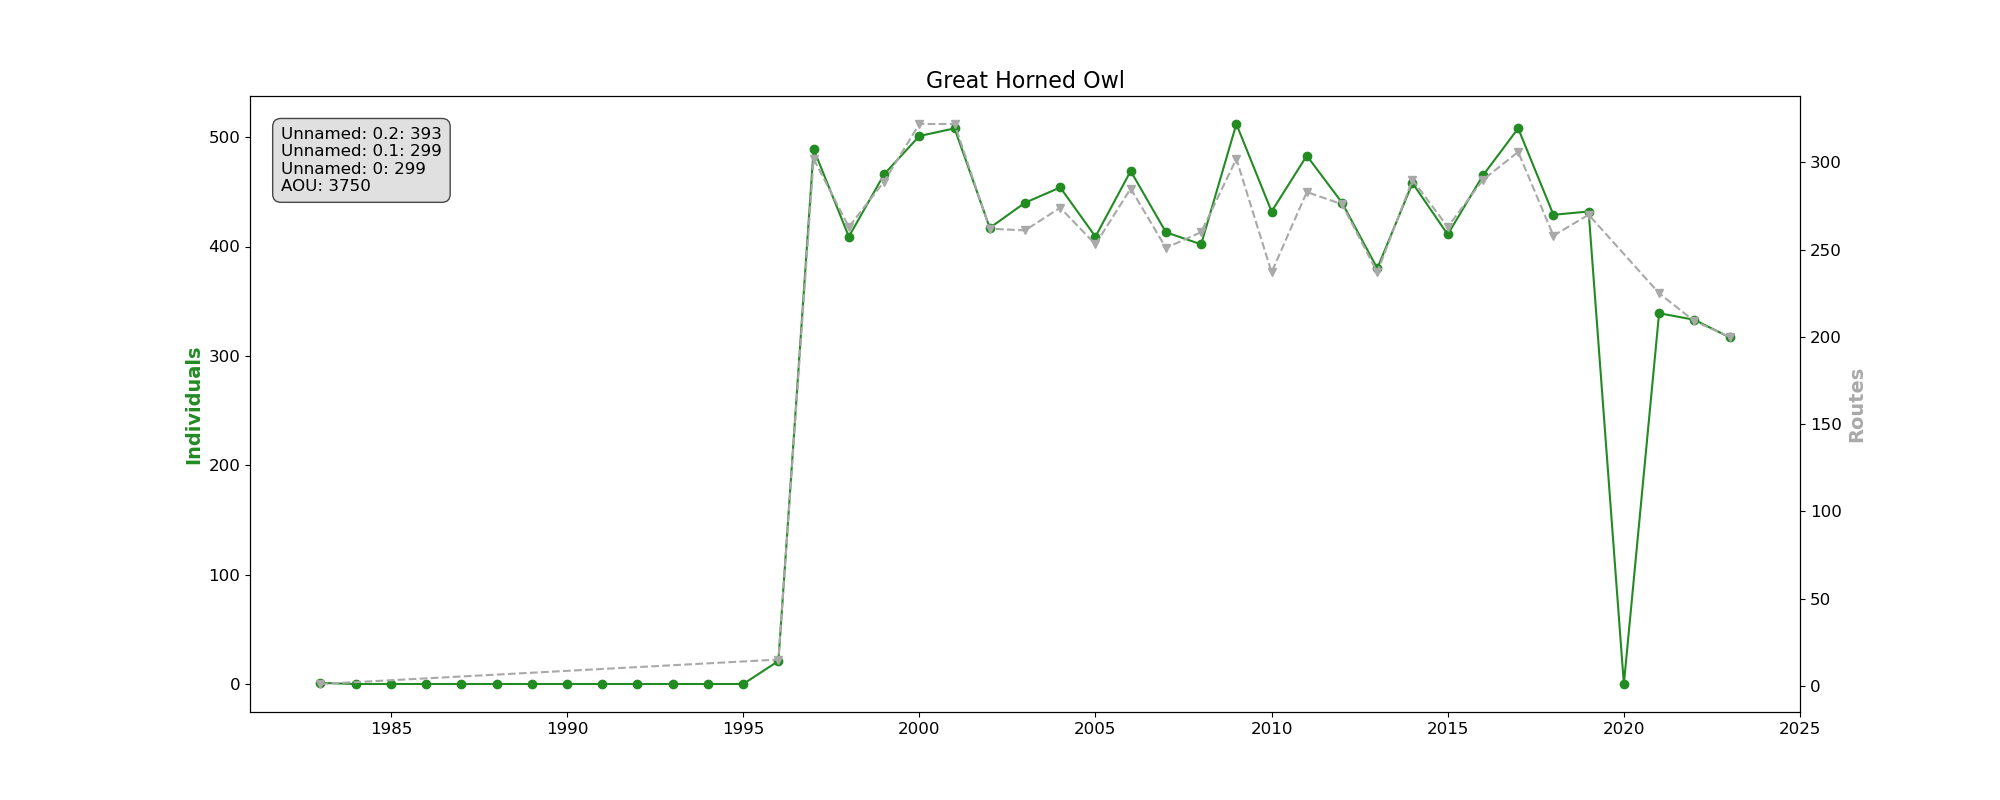 Great Horned Owl
Unnamed: 0.2: 393
Unnamed: 0.1: 299
Unnamed: 0: 299
AOU: 3750
500
400
300
200
100
0
Individuals
300
250
200
150
100
50
0
Routes
1985 1990 1995 2000 2005 2010 2015 2020 2025